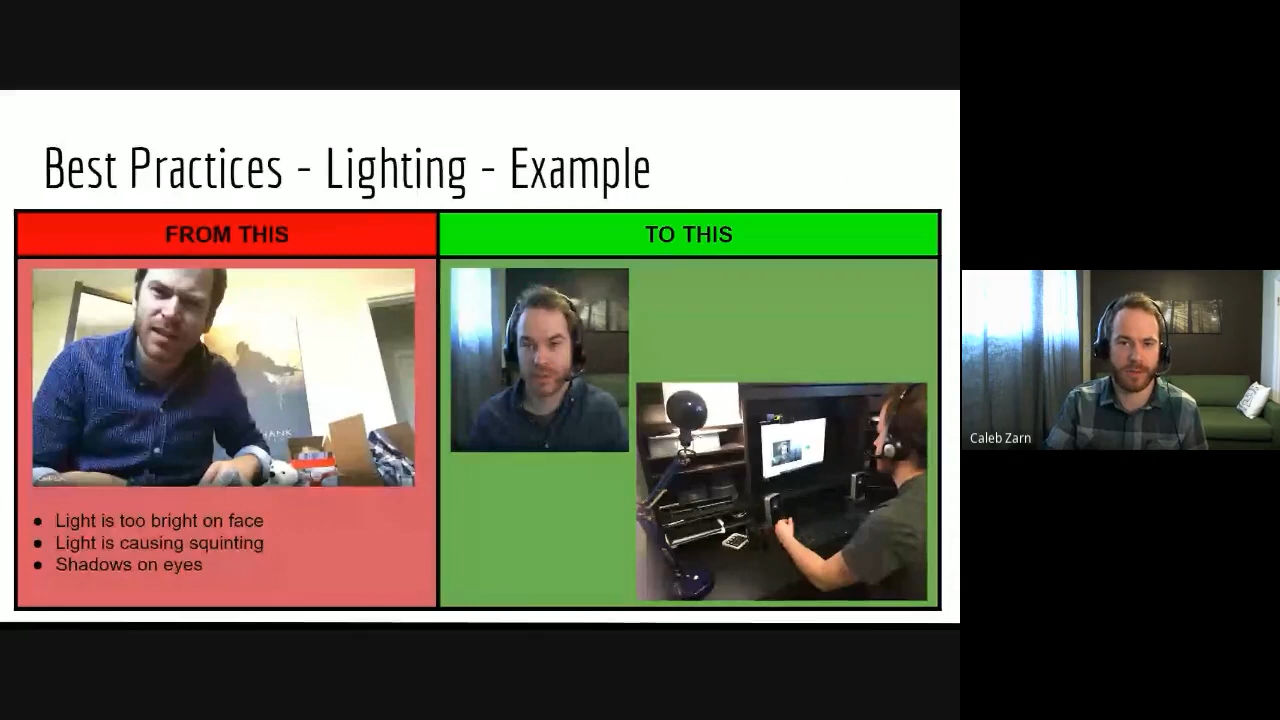 Best Practices - Lighting - Example
FROM THIS
TO THIS
● Light is too bright on face
● Light is causing squinting
● Shadows on eyes
Caleb Zarn